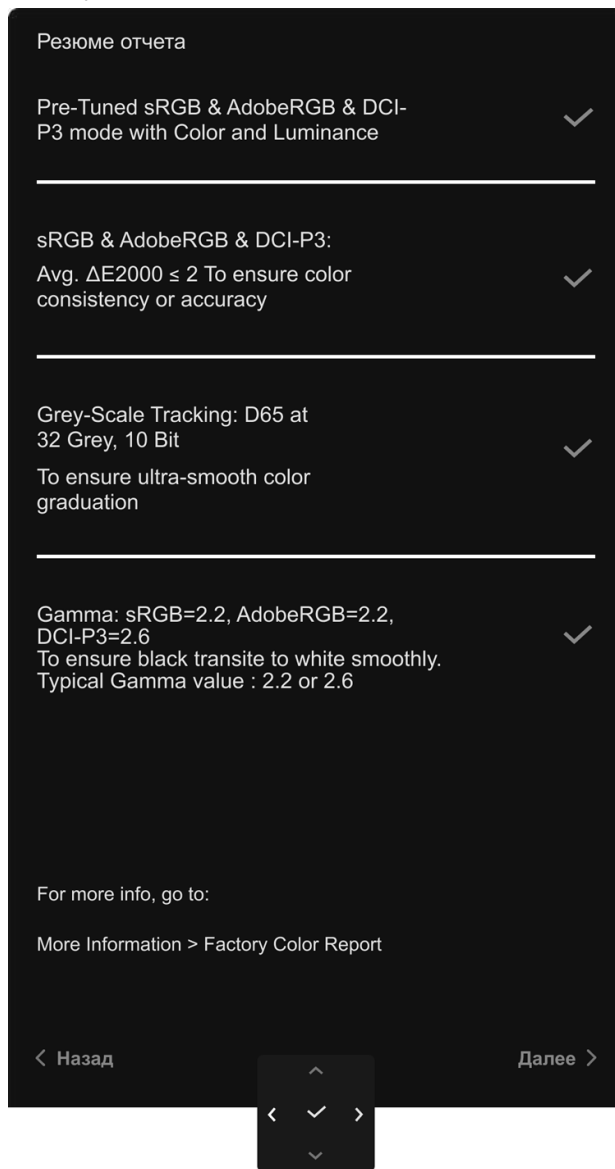 Резюме отчета
Pre-Tuned sRGB & AdobeRGB & DCI-
P3 mode with Color and Luminance
sRGB & AdobeRGB & DCI-P3:
Avg. ΔE2000 ≤ 2 To ensure color
consistency or accuracy
Grey-Scale Tracking: D65 at
32 Grey, 10 Bit
To ensure ultra-smooth color
graduation
Gamma: sRGB=2.2, AdobeRGB=2.2,
DCI-P3=2.6
To ensure black transite to white smoothly.
Typical Gamma value : 2.2 or 2.6
For more info, go to:
More Information > Factory Color Report
Назад
Далее